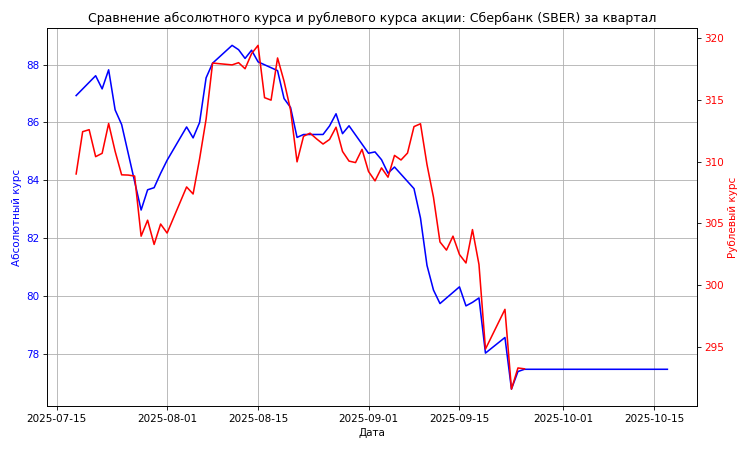 Сравнение абсолютного курса и рублевого курса акции: Сбербанк (SBER) за квартал
Абсолютный курс
88
86
84
82
80
78
320
315
310
305
300
295
Рублевый курс
2025-07-15 2025-08-01 2025-08-15 2025-09-01 2025-09-15 2025-10-01 2025-10-15
Дата